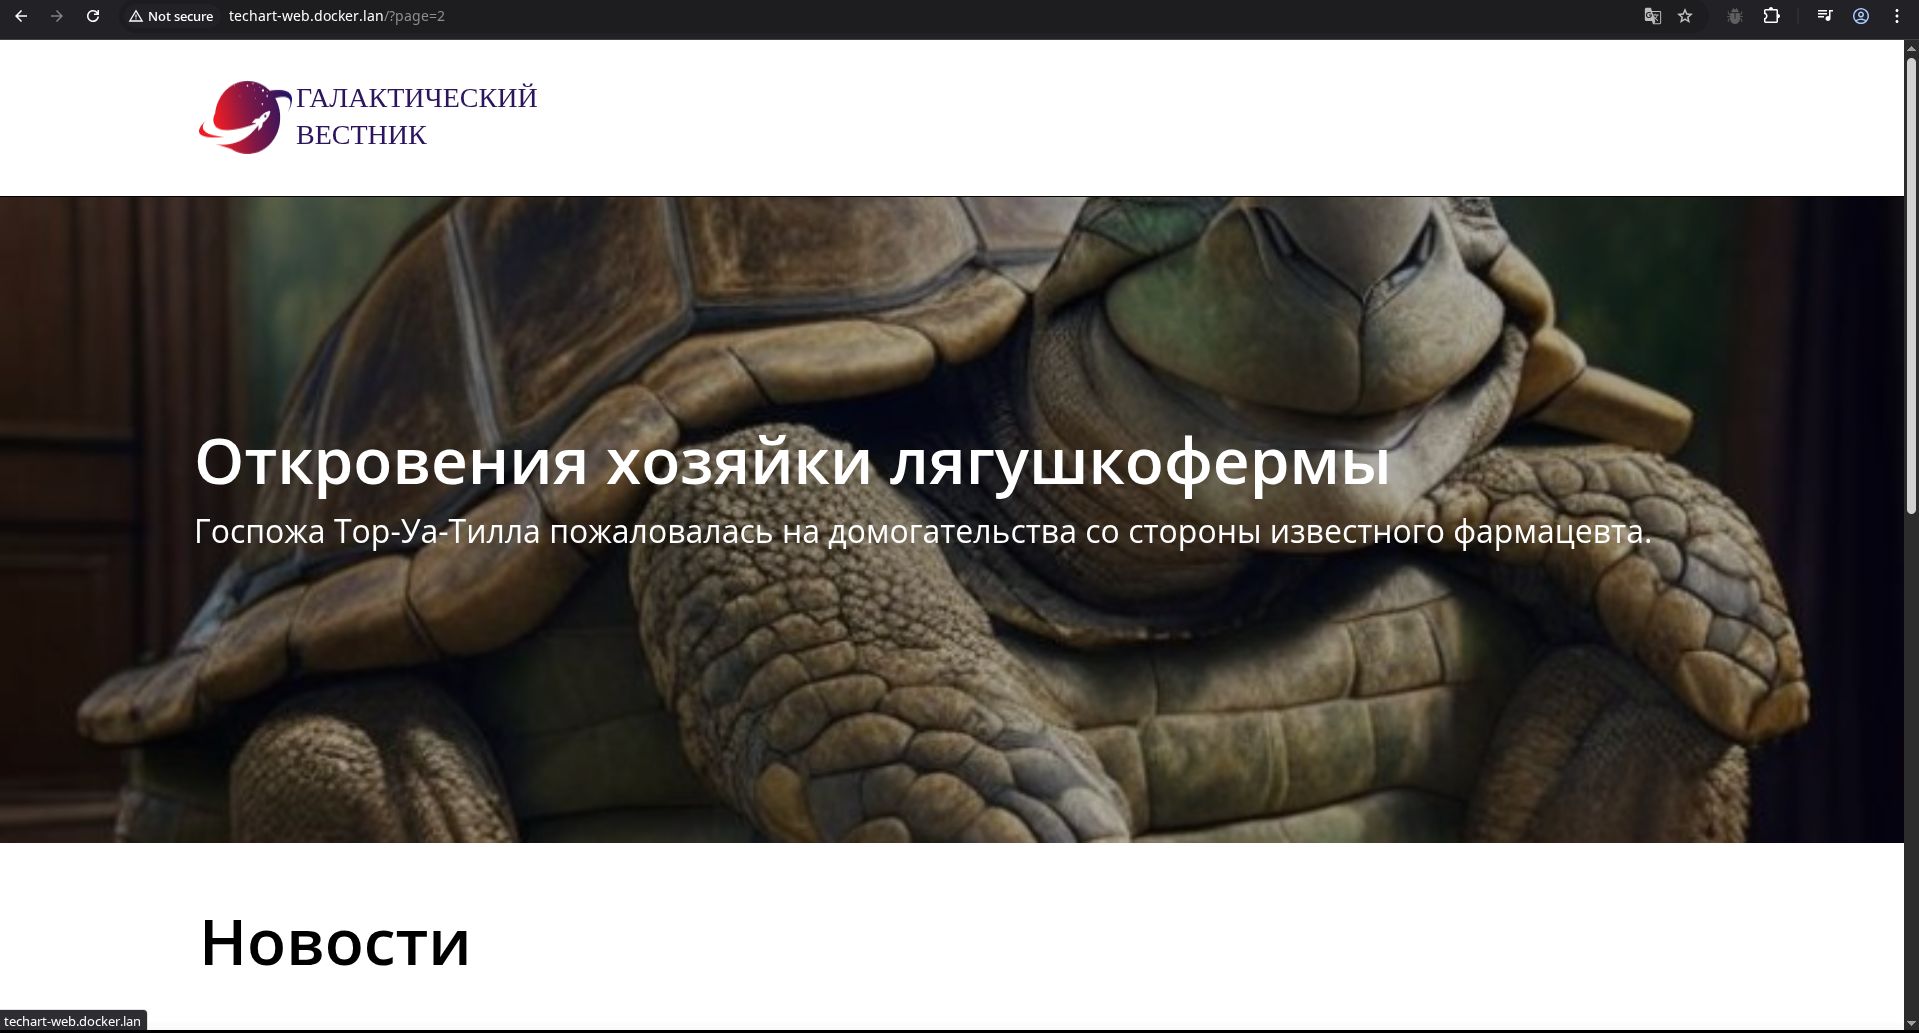 Not secure techart-web.docker.lan/?page=2
ГАЛАКТИЧЕСКИЙ
ВЕСТНИК
Откровения хозяйки лягушкофермы
Госпожа Тор-Уа-Тилла пожаловалась на домогательства со стороны известного фармацевта.
Новости
techart-web.docker.lan